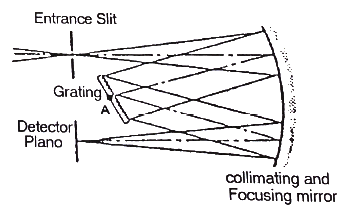 Entrance Slit
Grating
A
Detector
Plano
collimating and
Focusing mirror